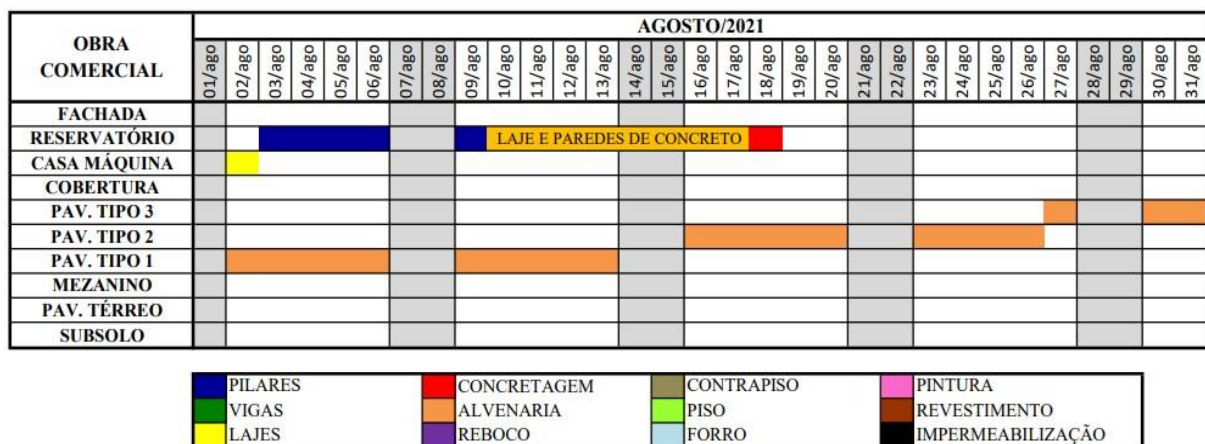 OBRA COMERCIAL
AGOSTO/2021
01/ago 02/ago 03/ago 04/ago 05/ago 06/ago 07/ago 08/ago 09/ago 10/ago 11/ago 12/ago 13/ago 14/ago 15/ago 16/ago 17/ago 18/ago 19/ago 20/ago 21/ago 22/ago 23/ago 24/ago 25/ago 26/ago 27/ago 28/ago 29/ago 30/ago 31/ago
FACHADA
RESERVATÓRIO LAJE E PAREDES DE CONCRETO
CASA MÁQUINA
COBERTURA
PAV. TIPO 3
PAV. TIPO 2
PAV. TIPO 1
MEZANINO
PAV. TÉRREO
SUBSOLO
PILARES CONCRETAGEM CONTRAPISO PINTURA
VIGAS ALVENARIA PISO REVESTIMENTO
LAJES REBOCO FORRO IMPERMEABILIZAÇÃO